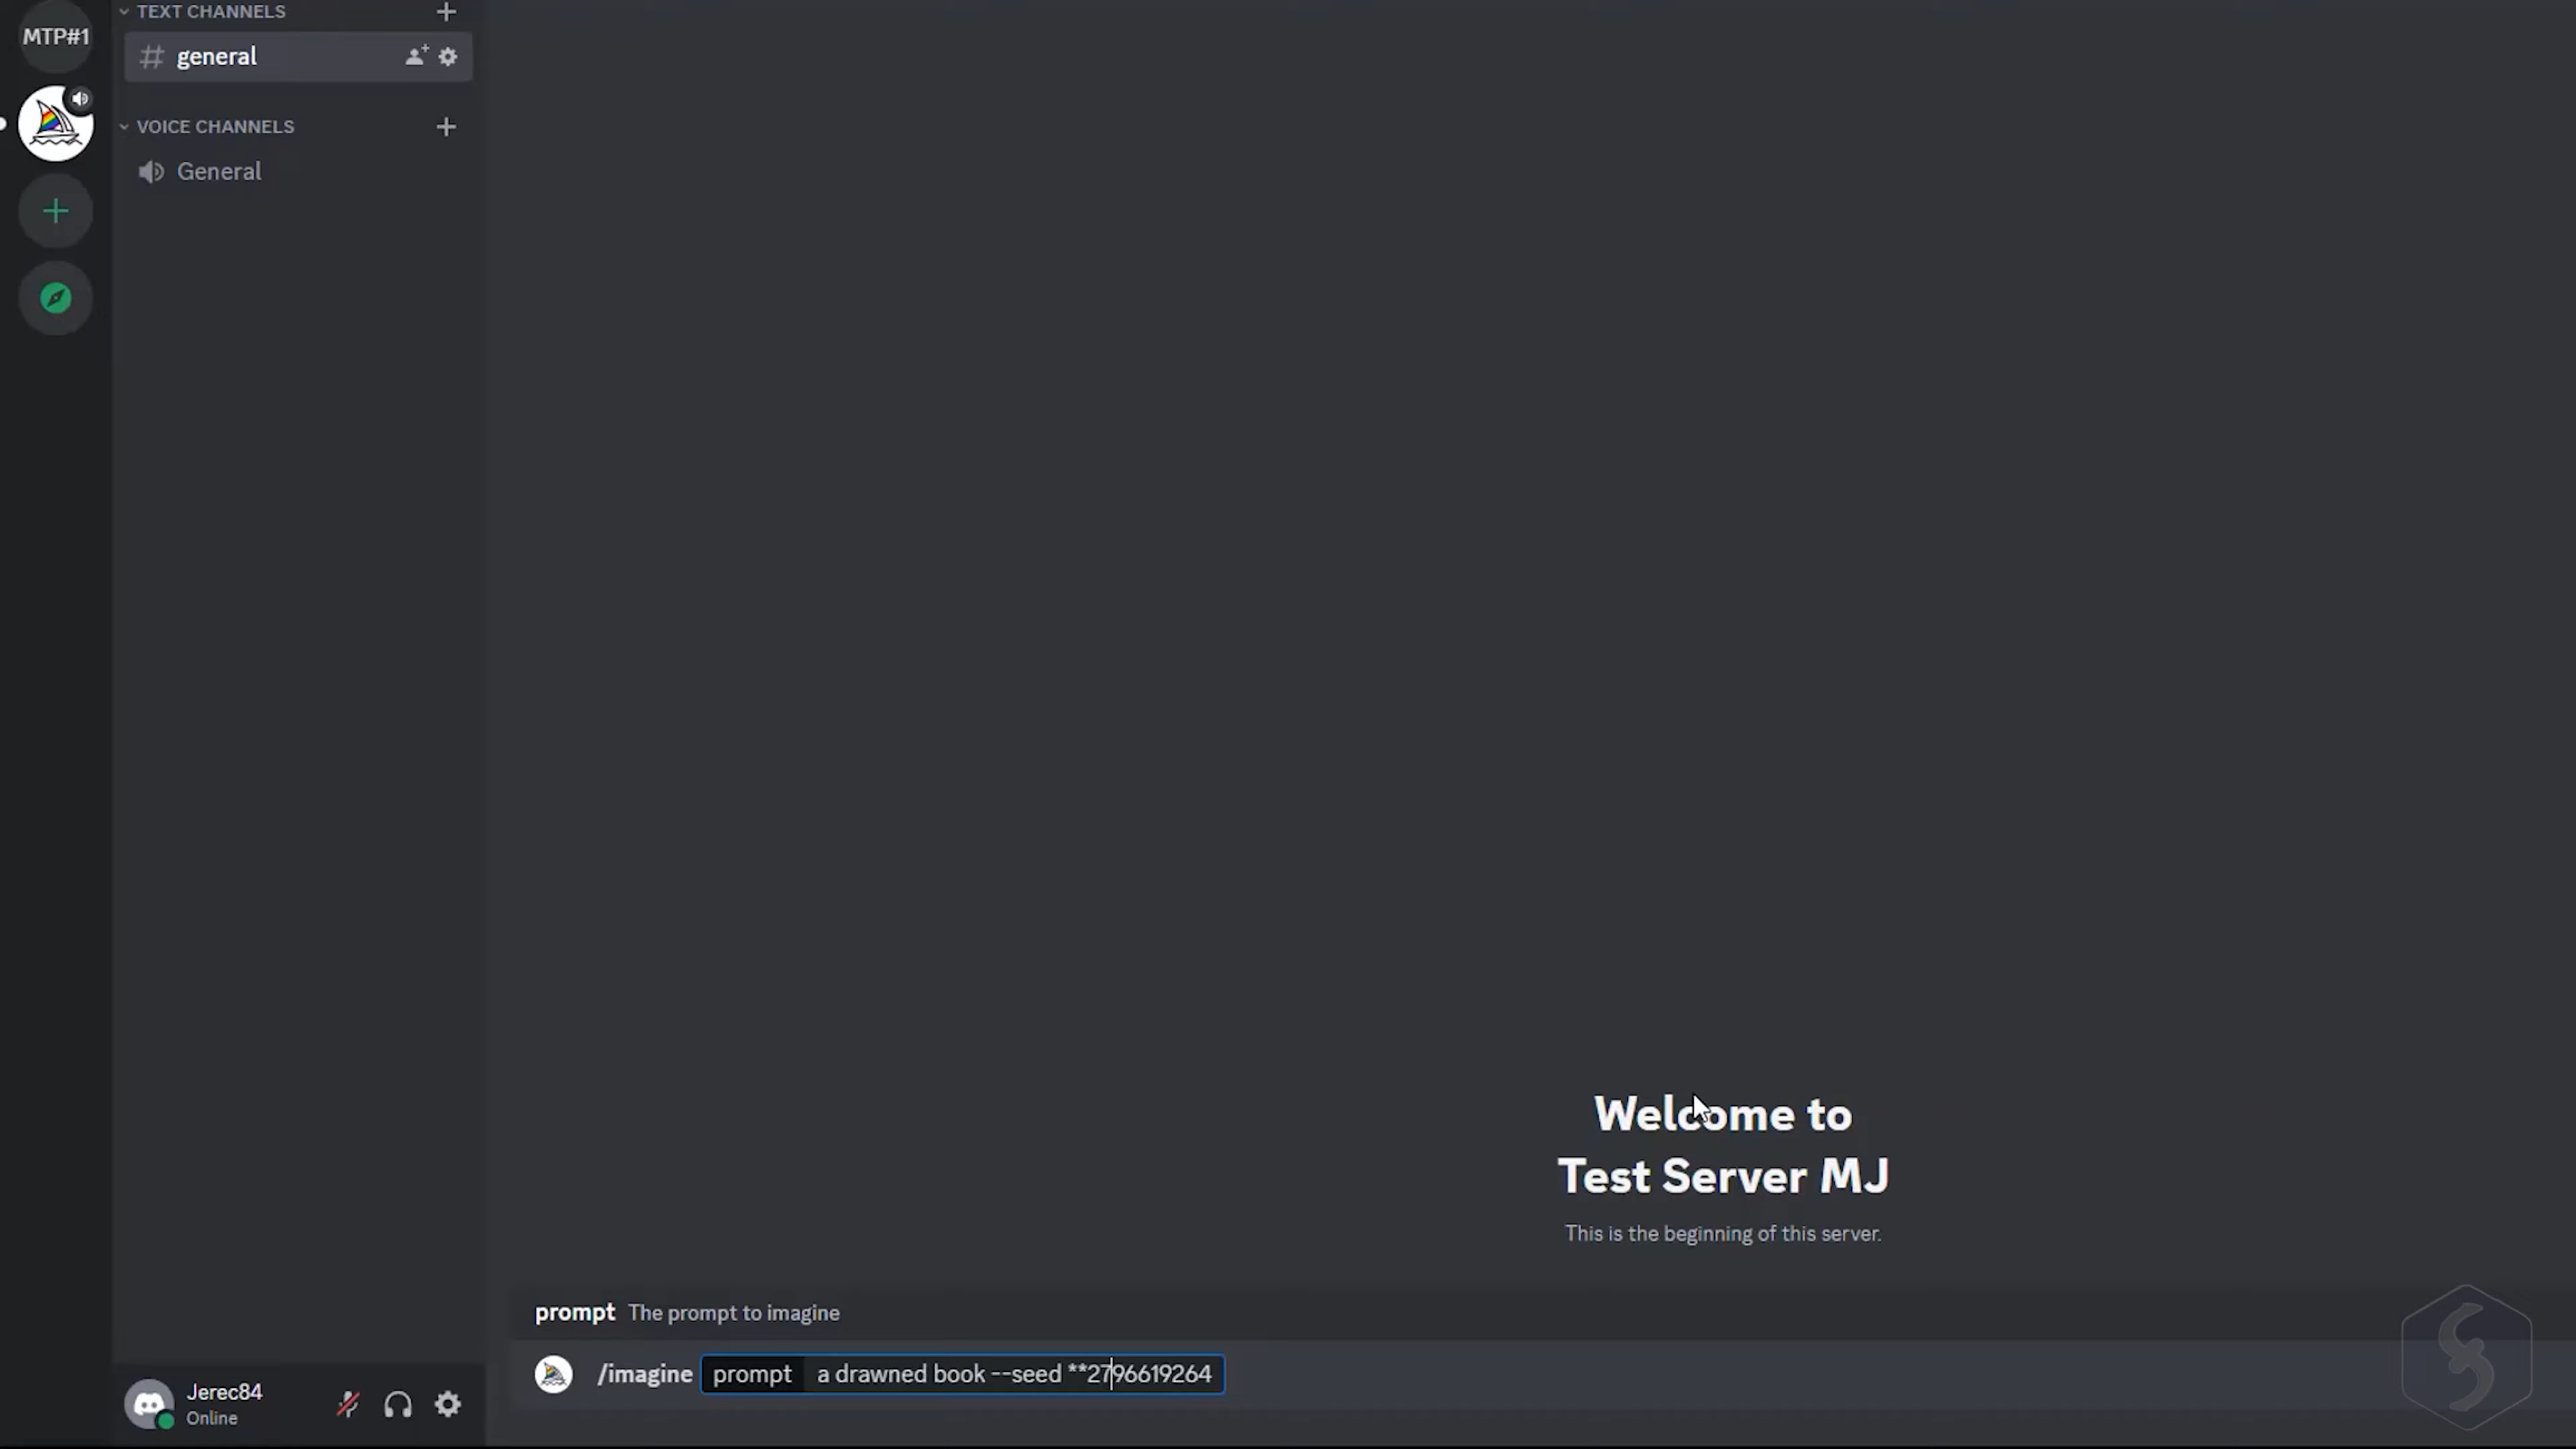 MTP#1
TEXT CHANNELS
general
VOICE CHANNELS
General
Welcome to
Test Server MJ
This is the beginning of this server.
prompt The prompt to imagine
/imagine prompt a drawned book --seed **2796619264
Jerec84
Online